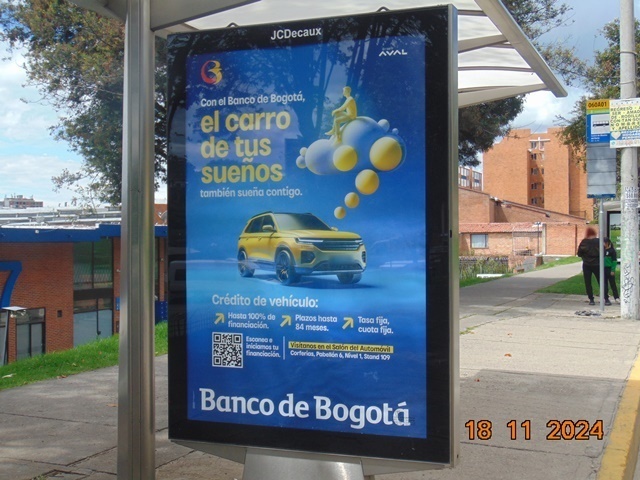 JCDecaux
AVAL
Con el Banco de Bogotá,
el carro
de tus
sueños
también sueña contigo.
Crédito de vehículo:
Hasta 100% de
financiación.
Plazos hasta
84 meses.
Tasa fija,
cuota fija.
Escanea e
iniciamos tu
financiación.
Visítanos en el Salón del Automóvil
Corferias, Pabellón 6, Nivel 1, Stand 109
Banco de Bogotá
060A01
7
18 11 2024